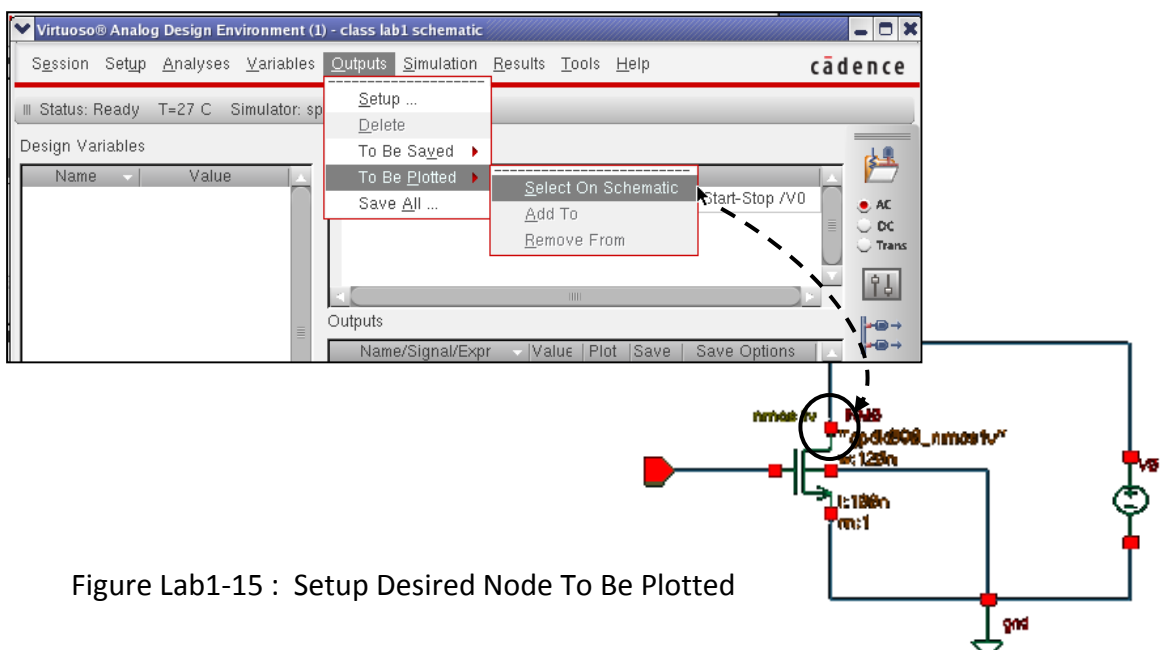 Virtuoso® Analog Design Environment (1) - class lab1 schematic
Session Setup Analyses Variables Outputs Simulation Results Tools Help cādence
Status: Ready T=27 C Simulator: sp
Setup ...
Delete
To Be Saved
To Be Plotted
Save All ...
Select On Schematic
Add To
Remove From
Design Variables
Name Value
Start-Stop /V0
AC
DC
Trans
Outputs
Name/Signal/Expr Value Plot Save Save Options
m:1
gnd
Figure Lab1-15 : Setup Desired Node To Be Plotted